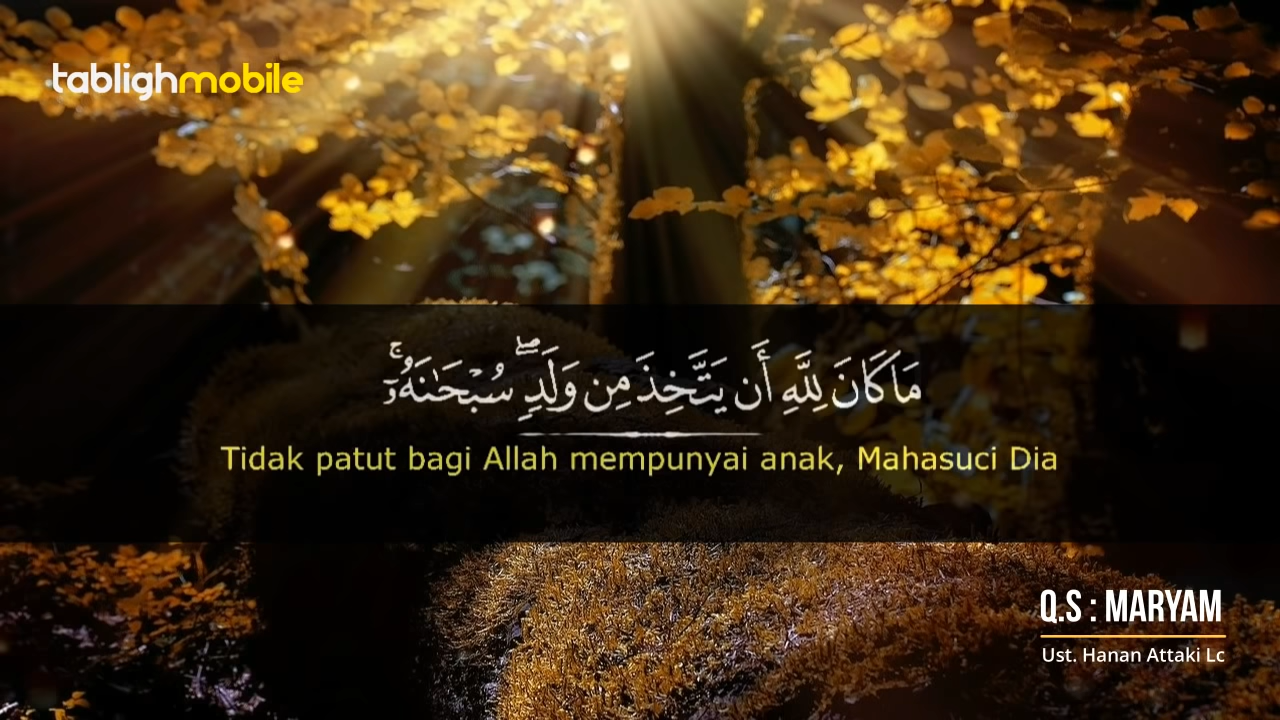 tablighmobile
مَا كَانَ لِلَّهِ أَن يَتَّخِذَ مِن وَلَدٍ ۖ سُبْحَـٰنَهُۥٓ ۚ
Tidak patut bagi Allah mempunyai anak, Mahasuci Dia
Q.S : MARYAM
Ust. Hanan Attaki Lc